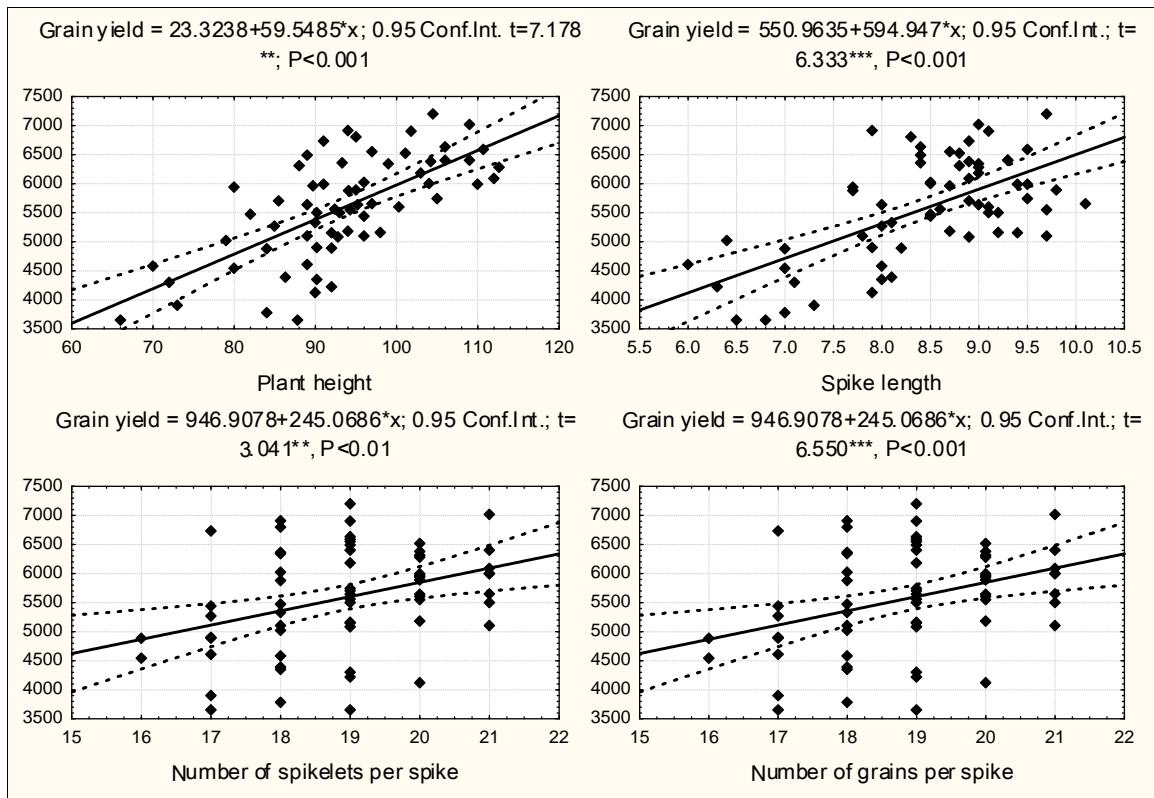 Grain yield = 23.3238+59.5485*x; 0.95 Conf.Int. t=7.178
**; P<0.001
7500
7000
6500
6000
5500
5000
4500
4000
3500
60 70 80 90 100 110 120
Plant height
Grain yield = 550.9635+594.947*x; 0.95 Conf.Int.; t=
6.333***, P<0.001
7500
7000
6500
6000
5500
5000
4500
4000
3500
5.5 6.0 6.5 7.0 7.5 8.0 8.5 9.0 9.5 10.0 10.5
Spike length
Grain yield = 946.9078+245.0686*x; 0.95 Conf.Int.; t=
3.041**, P<0.01
7500
7000
6500
6000
5500
5000
4500
4000
3500
15 16 17 18 19 20 21 22
Number of spikelets per spike
Grain yield = 946.9078+245.0686*x; 0.95 Conf.Int.; t=
6.550***, P<0.001
7500
7000
6500
6000
5500
5000
4500
4000
3500
15 16 17 18 19 20 21 22
Number of grains per spike